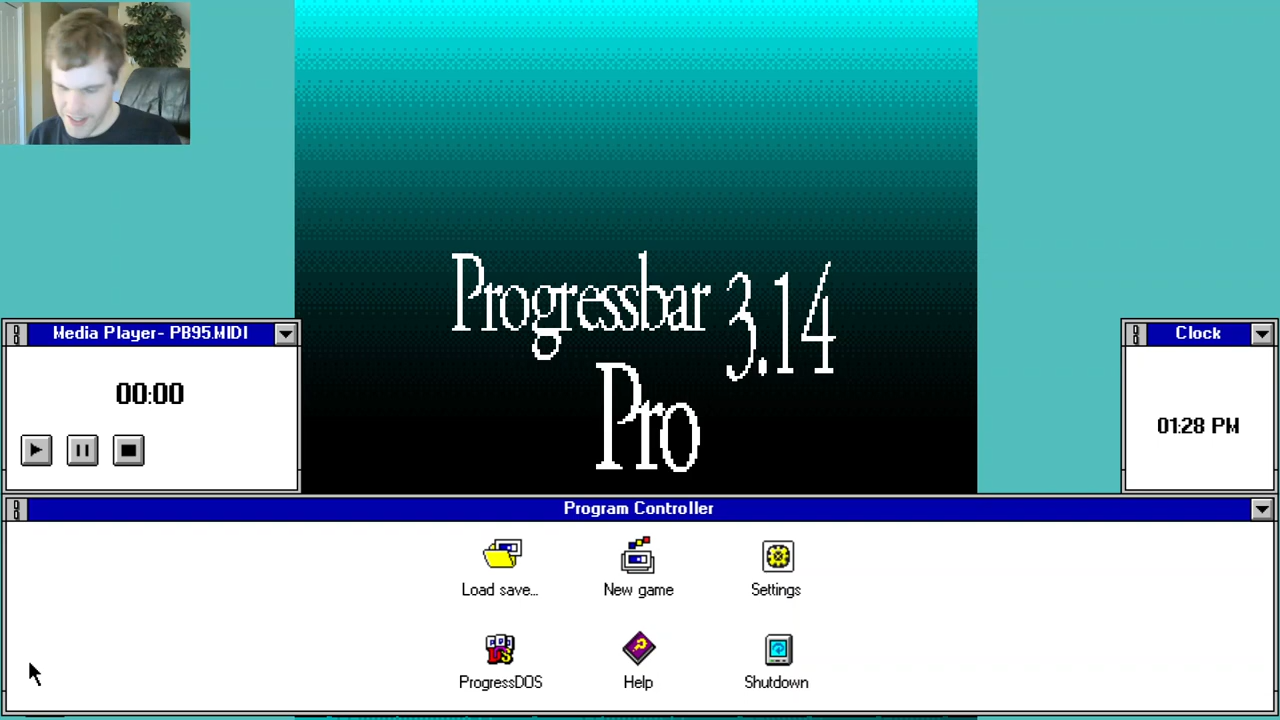 Progressbar 3.14
Pro
Media Player- PB95.MIDI
00:00
Clock
01:28 PM
Program Controller
Load save...
New game
Settings
ProgressDOS
Help
Shutdown